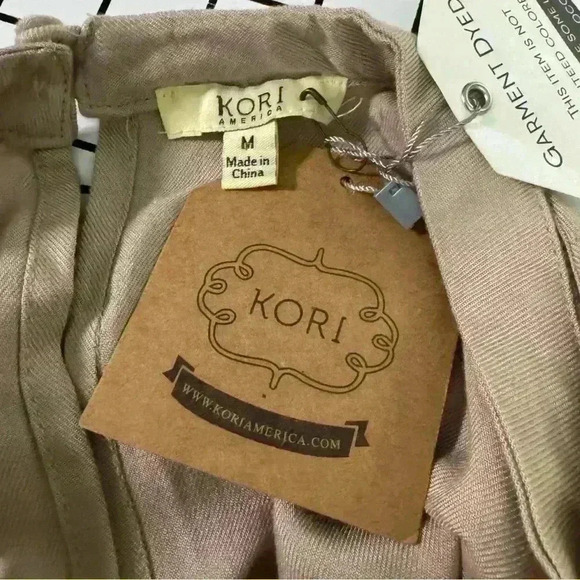 KORI
AMERICA
M
Made in
China
KORI
WWW.KORIAMERICA.COM
GARMENT DYED
THIS ITEM IS NOT